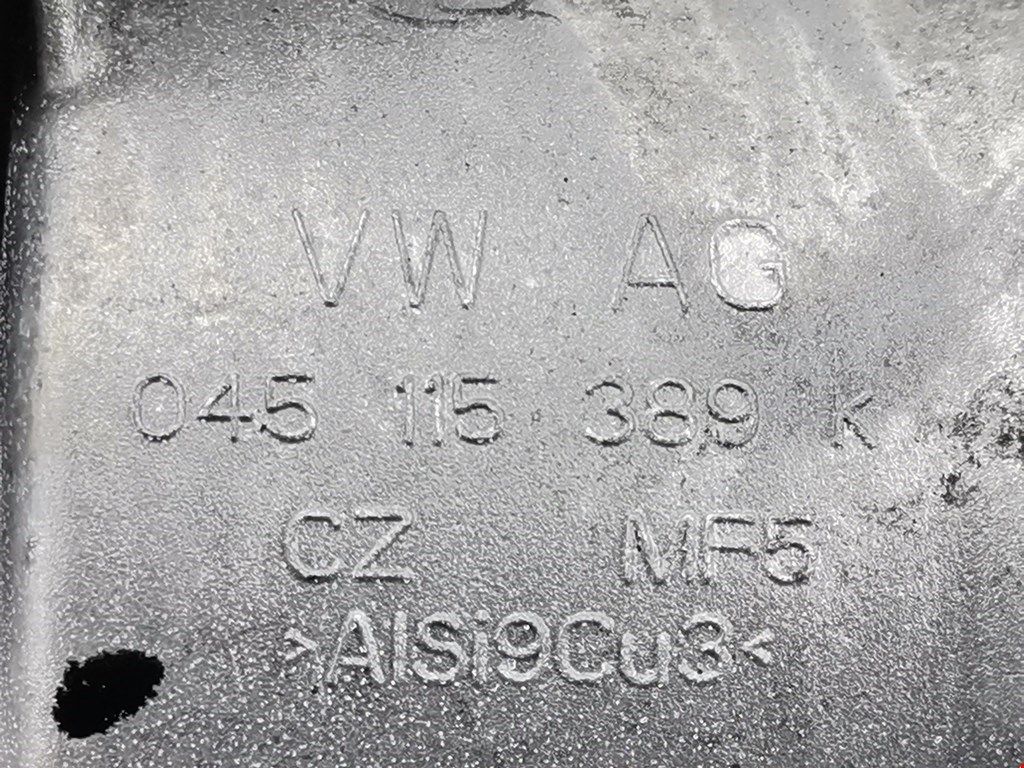 VW AG
045 115 389 K
CZ MF5
>AlSi9Cu3<